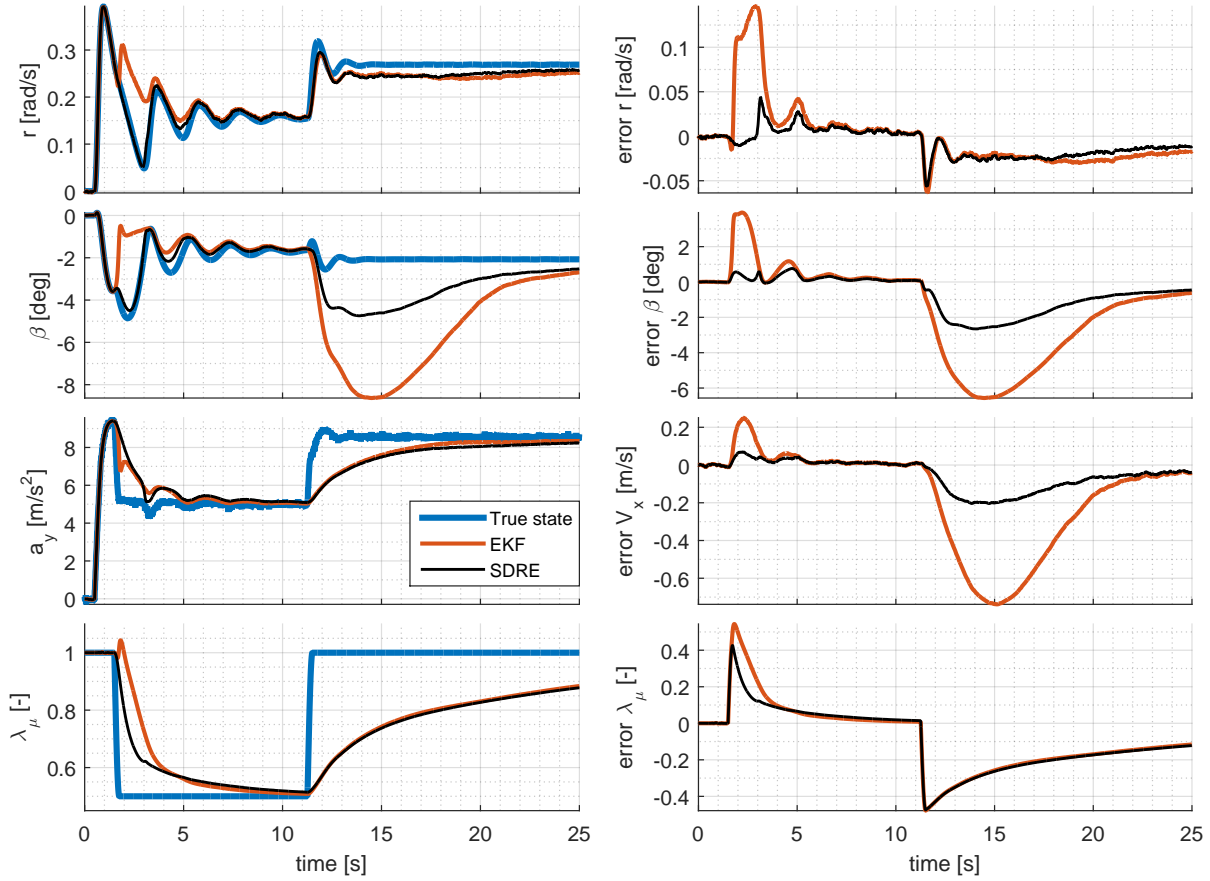 0.3
0.2
0.1
0
r [rad/s]
0.1
0.05
0
-0.05
error r [rad/s]
0
-2
-4
-6
-8
β [deg]
2
0
-2
-4
-6
error β [deg]
8
6
4
2
0
a_y [m/s²]
True state
EKF
SDRE
0.2
0
-0.2
-0.4
-0.6
error V_x [m/s]
1
0.8
0.6
λ_μ [-]
0 5 10 15 20 25
time [s]
0.4
0.2
0
-0.2
-0.4
error λ_μ [-]
0 5 10 15 20 25
time [s]